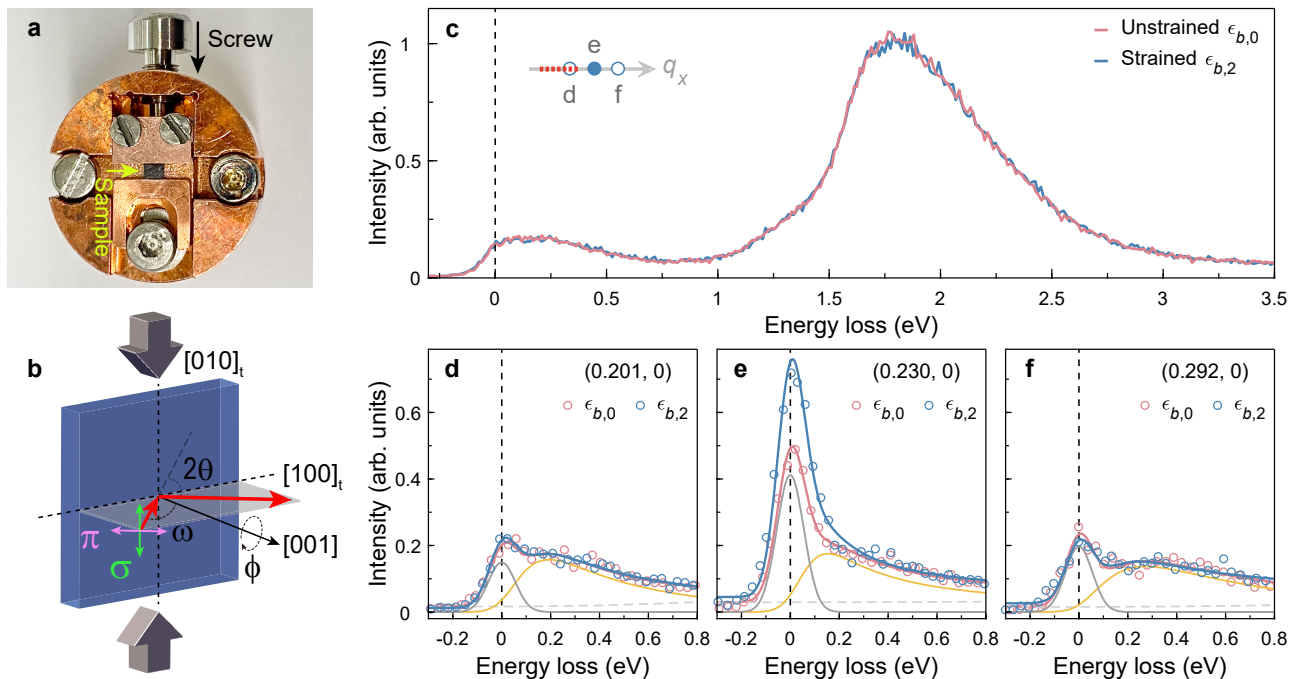 a
Screw
Sample
b
[010]t
2θ
[100]t
π
ω
σ
[001]
ϕ
c
Unstrained ϵb,0
Strained ϵb,2
e
qx
d
f
Intensity (arb. units)
1
0.5
0
0
0.5
1
1.5
2
2.5
3
3.5
Energy loss (eV)
d
(0.201, 0)
ϵb,0
ϵb,2
Intensity (arb. units)
0.6
0.4
0.2
0
-0.2
0
0.2
0.4
0.6
0.8
Energy loss (eV)
e
(0.230, 0)
ϵb,0
ϵb,2
-0.2
0
0.2
0.4
0.6
0.8
Energy loss (eV)
f
(0.292, 0)
ϵb,0
ϵb,2
-0.2
0
0.2
0.4
0.6
0.8
Energy loss (eV)